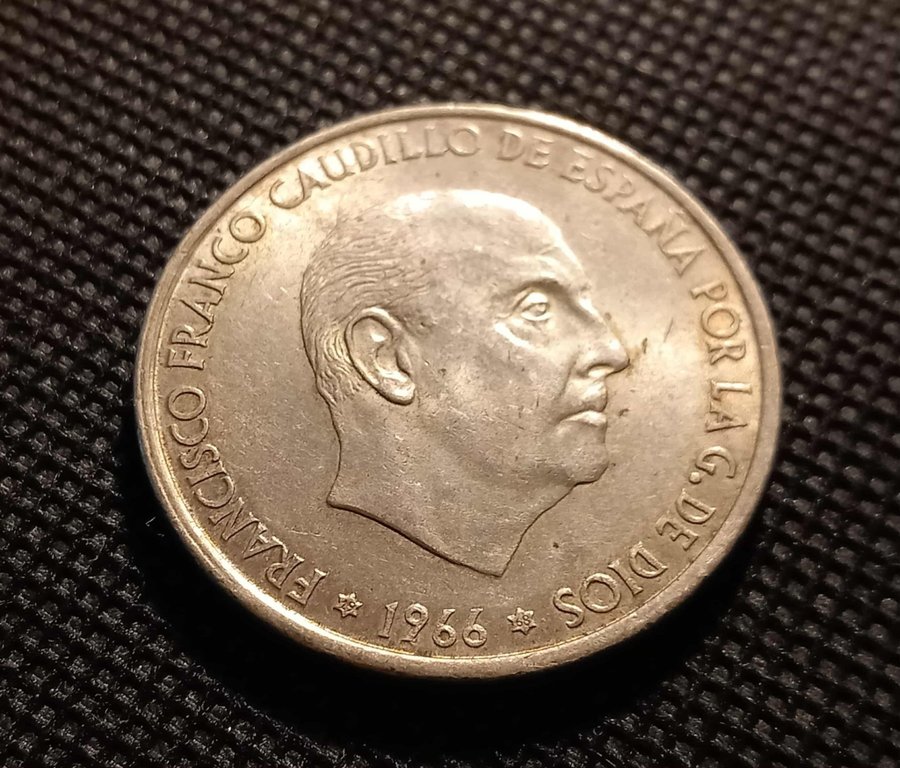 FRANCISCO FRANCO CAUDILLO DE ESPAÑA POR LA G. DE DIOS
1966